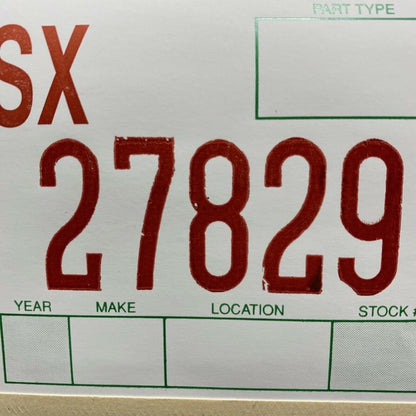 PART TYPE
SX
27829
YEAR MAKE LOCATION STOCK #